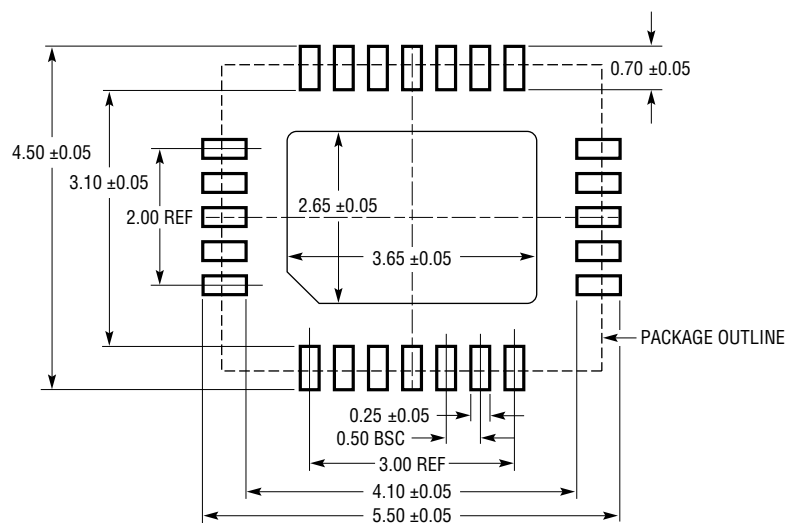 0.70 ±0.05
4.50 ±0.05
3.10 ±0.05
2.00 REF
2.65 ±0.05
3.65 ±0.05
PACKAGE OUTLINE
0.25 ±0.05
0.50 BSC
3.00 REF
4.10 ±0.05
5.50 ±0.05